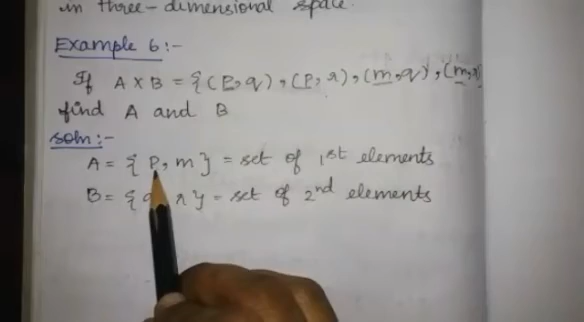 in three-dimensional space.
Example 6:-
If A x B = {(P, q), (P, r), (m, q), (m, r)
find A and B
soln:-
A = { P, m } = set of 1st elements
B = { r } = set of 2nd elements